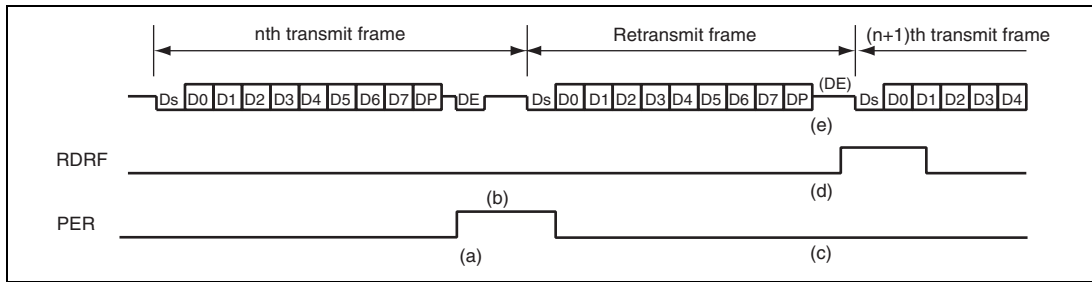 nth transmit frame Retransmit frame (n+1)th transmit frame
(DE)
Ds D0 D1 D2 D3 D4 D5 D6 D7 DP DE Ds D0 D1 D2 D3 D4 D5 D6 D7 DP Ds D0 D1 D2 D3 D4
(e)
RDRF
(d)
(b)
PER
(a) (c)